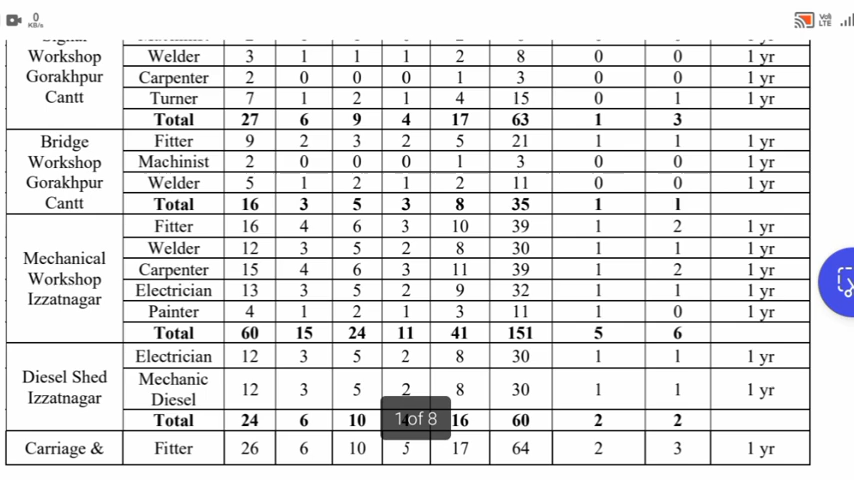 0
KB/s
Vo))
LTE
Workshop
Gorakhpur
Cantt
Welder 3 1 1 1 2 8 0 0 1 yr
Carpenter 2 0 0 0 1 3 0 0 1 yr
Turner 7 1 2 1 4 15 0 1 1 yr
Total 27 6 9 4 17 63 1 3
Bridge
Workshop
Gorakhpur
Cantt
Fitter 9 2 3 2 5 21 1 1 1 yr
Machinist 2 0 0 0 1 3 0 0 1 yr
Welder 5 1 2 1 2 11 0 0 1 yr
Total 16 3 5 3 8 35 1 1
Mechanical
Workshop
Izzatnagar
Fitter 16 4 6 3 10 39 1 2 1 yr
Welder 12 3 5 2 8 30 1 1 1 yr
Carpenter 15 4 6 3 11 39 1 2 1 yr
Electrician 13 3 5 2 9 32 1 1 1 yr
Painter 4 1 2 1 3 11 1 0 1 yr
Total 60 15 24 11 41 151 5 6
Diesel Shed
Izzatnagar
Electrician 12 3 5 2 8 30 1 1 1 yr
Mechanic
Diesel 12 3 5 2 8 30 1 1 1 yr
Total 24 6 10 16 60 2 2
1 of 8
Carriage & Fitter 26 6 10 5 17 64 2 3 1 yr